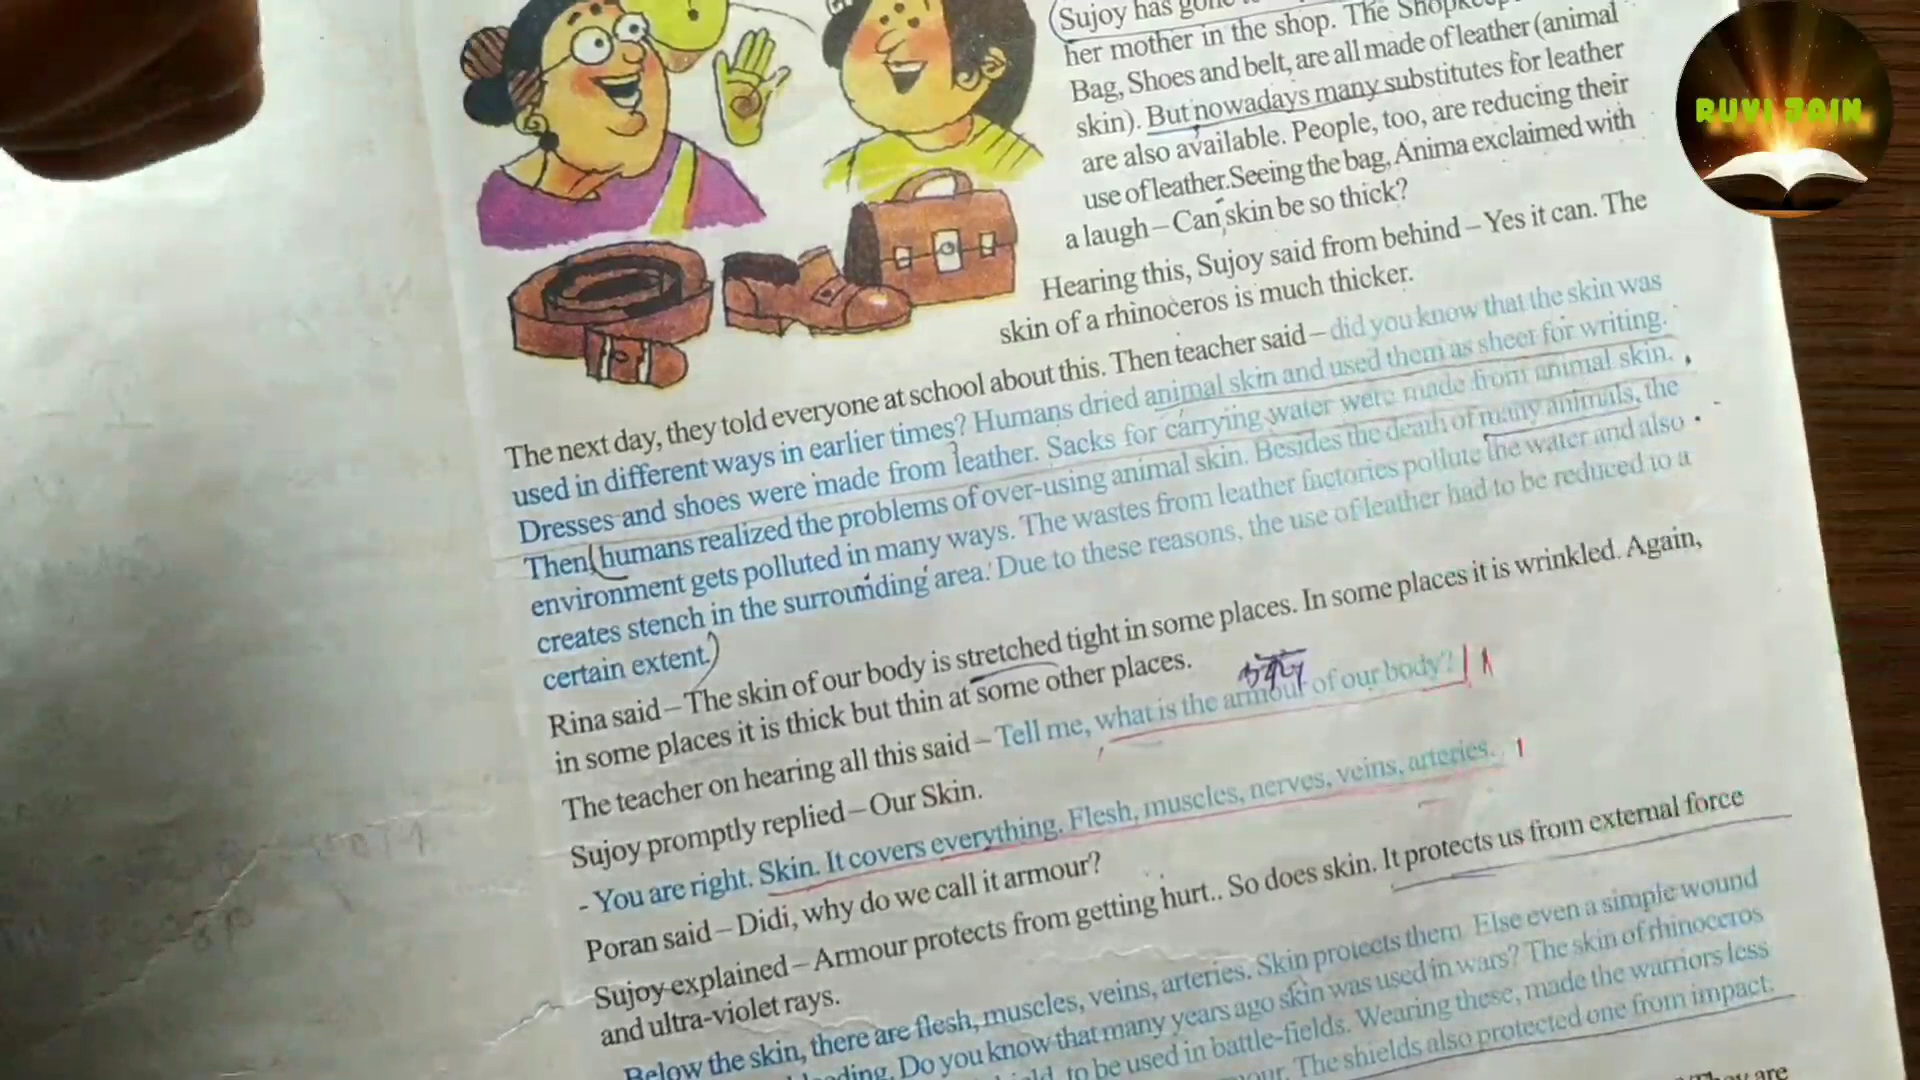 Sujoy has gone
her mother in the shop. The Shopkeep
Bag, Shoes and belt, are all made of leather (animal
skin). But nowadays many substitutes for leather
are also available. People, too, are reducing their
use of leather.Seeing the bag, Anima exclaimed with
a laugh – Can skin be so thick?
Hearing this, Sujoy said from behind – Yes it can. The
skin of a rhinoceros is much thicker.
The next day, they told everyone at school about this. Then teacher said – did you know that the skin was
used in different ways in earlier times? Humans dried animal skin and used them as sheet for writing.
Dresses and shoes were made from leather. Sacks for carrying water were made from animal skin.
Then humans realized the problems of over-using animal skin. Besides the death of many animals, the
environment gets polluted in many ways. The wastes from leather factories pollute the water and also
creates stench in the surrounding area. Due to these reasons, the use of leather had to be reduced to a
certain extent.
Rina said – The skin of our body is stretched tight in some places. In some places it is wrinkled. Again,
in some places it is thick but thin at some other places.
The teacher on hearing all this said – Tell me, what is the armour of our body?
Sujoy promptly replied – Our Skin.
- You are right. Skin. It covers everything. Flesh, muscles, nerves, veins, arteries.
Poran said – Didi, why do we call it armour?
Sujoy explained – Armour protects from getting hurt.. So does skin. It protects us from external force
and ultra-violet rays.
Below the skin, there are flesh, muscles, veins, arteries. Skin protects them. Else even a simple wound
Do you know that many years ago skin was used in wars? The skin of rhinoceros
to be used in battle-fields. Wearing these, made the warriors less
The shields also protected one from impact.
They are
RUVI JAIN